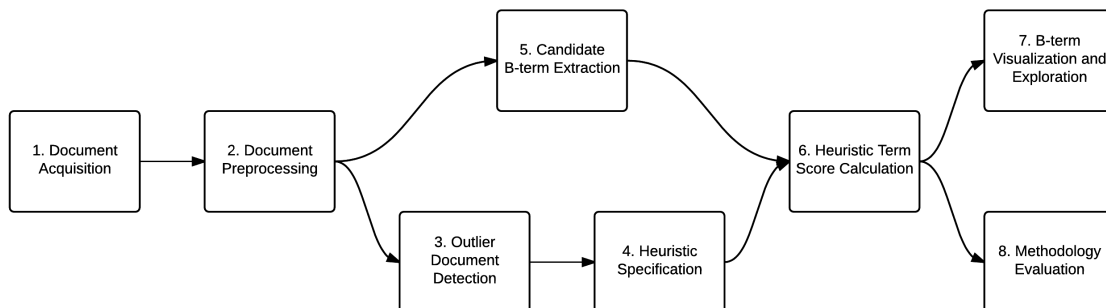 1. Document
Acquisition
2. Document
Preprocessing
3. Outlier
Document
Detection
4. Heuristic
Specification
5. Candidate
B-term Extraction
6. Heuristic Term
Score Calculation
7. B-term
Visualization and
Exploration
8. Methodology
Evaluation